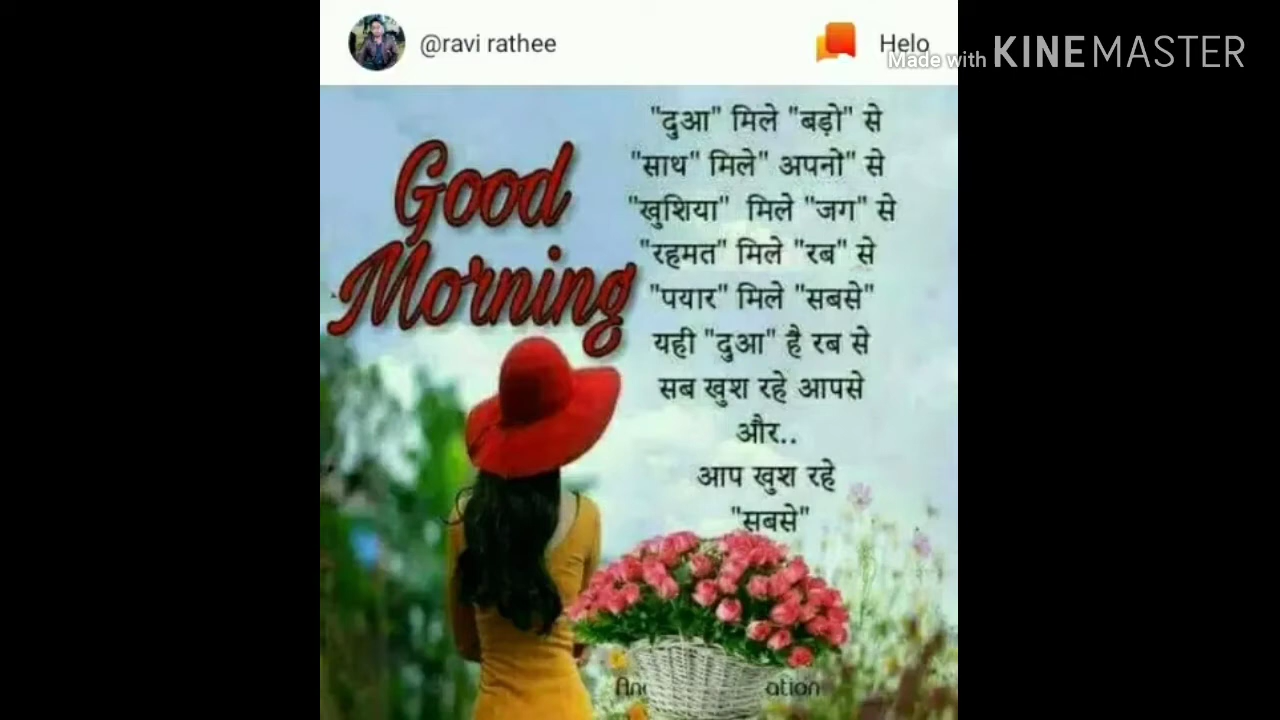 @ravi rathee
Helo
Made with KINEMASTER
Good
Morning
"दुआ" मिले "बड़ो" से
"साथ" मिले" अपनों" से
"खुशिया" मिले "जग" से
"रहमत" मिले "रब" से
"पयार" मिले "सबसे"
यही "दुआ" है रब से
सब खुश रहे आपसे
और..
आप खुश रहे
"सबसे"